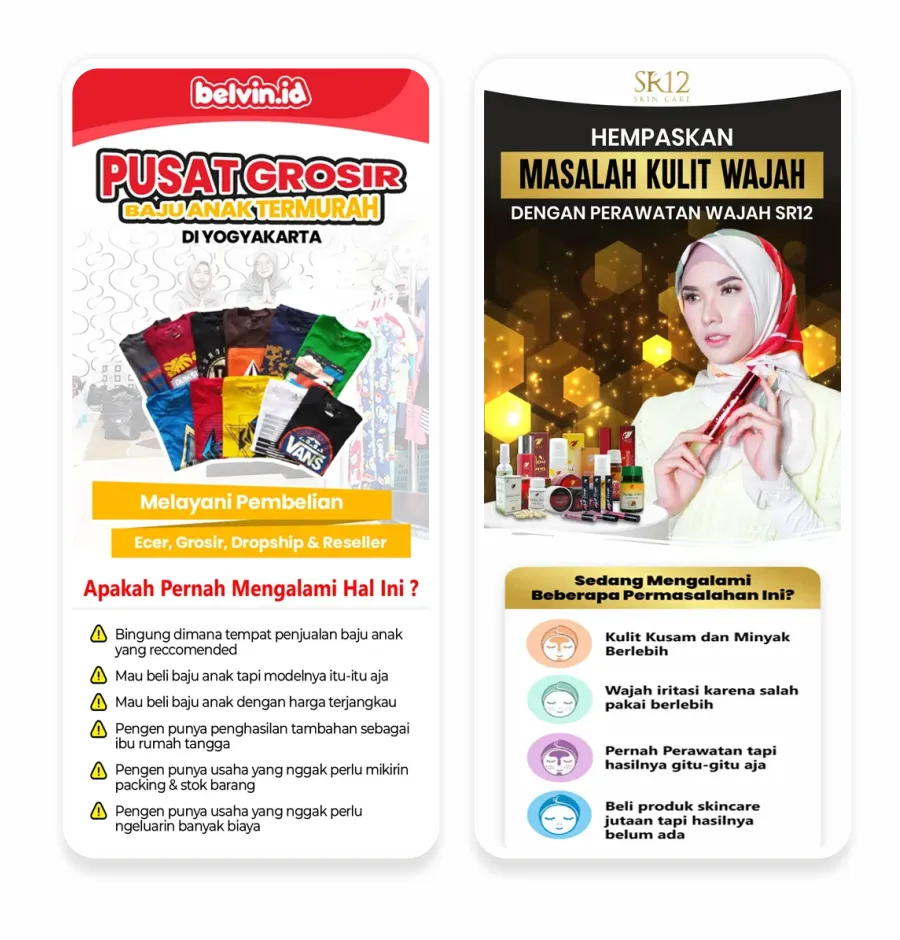 belvin.id
PUSAT GROSIR
BAJU ANAK TERMURAH
DI YOGYAKARTA
VANS
Melayani Pembelian
Ecer, Grosir, Dropship & Reseller
Apakah Pernah Mengalami Hal Ini ?
Bingung dimana tempat penjualan baju anak
yang reccomended
Mau beli baju anak tapi modelnya itu-itu aja
Mau beli baju anak dengan harga terjangkau
Pengen punya penghasilan tambahan sebagai
ibu rumah tangga
Pengen punya usaha yang nggak perlu mikirin
packing & stok barang
Pengen punya usaha yang nggak perlu
ngeluarin banyak biaya
SR12
SKIN CARE
HEMPASKAN
MASALAH KULIT WAJAH
DENGAN PERAWATAN WAJAH SR12
Sedang Mengalami
Beberapa Permasalahan Ini?
Kulit Kusam dan Minyak
Berlebih
Wajah iritasi karena salah
pakai berlebih
Pernah Perawatan tapi
hasilnya gitu-gitu aja
Beli produk skincare
jutaan tapi hasilnya
belum ada